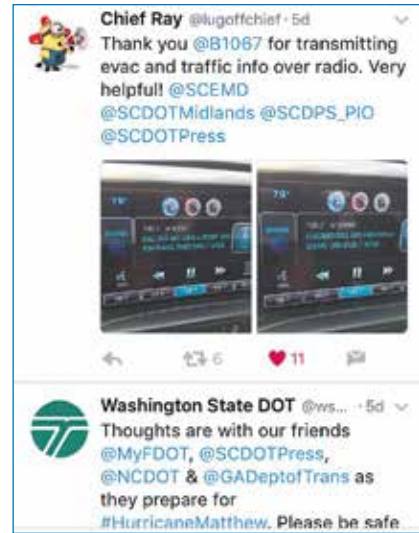 Chief Ray @lugoffchief · 5d
Thank you @B1067 for transmitting
evac and traffic info over radio. Very
helpful! @SCEMD
@SCDOTMidlands @SCDPS_PIO
@SCDOTPress
6
11
Washington State DOT @ws... · 5d
Thoughts are with our friends
@MyFDOT, @SCDOTPress,
@NCDOT & @GADeptofTrans as
they prepare for
#HurricaneMatthew. Please be safe